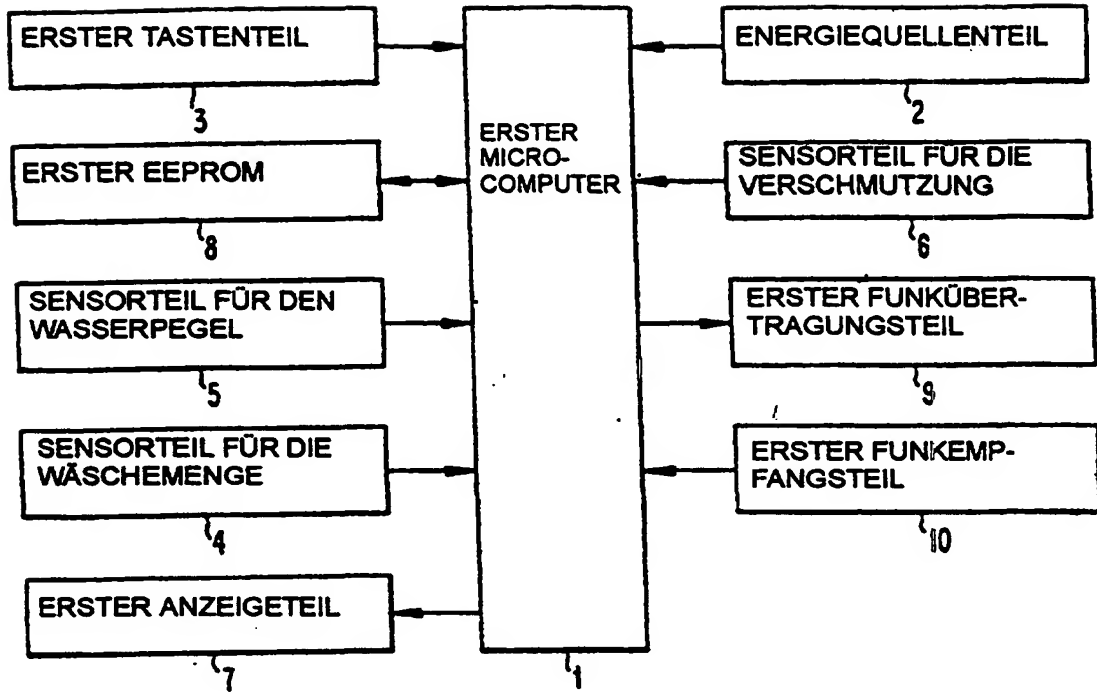 ERSTER TASTENTEIL
3
ERSTER EEPROM
8
SENSORTEIL FÜR DEN
WASSERPEGEL
5
SENSORTEIL FÜR DIE
WÄSCHEMENGE
4
ERSTER ANZEIGETEIL
7
ERSTER
MICRO-
COMPUTER
1
ENERGIEQUELLENTEIL
2
SENSORTEIL FÜR DIE
VERSCHMUTZUNG
6
ERSTER FUNKÜBER-
TRAGUNGSTEIL
9
ERSTER FUNKEMP-
FANGSTEIL
10